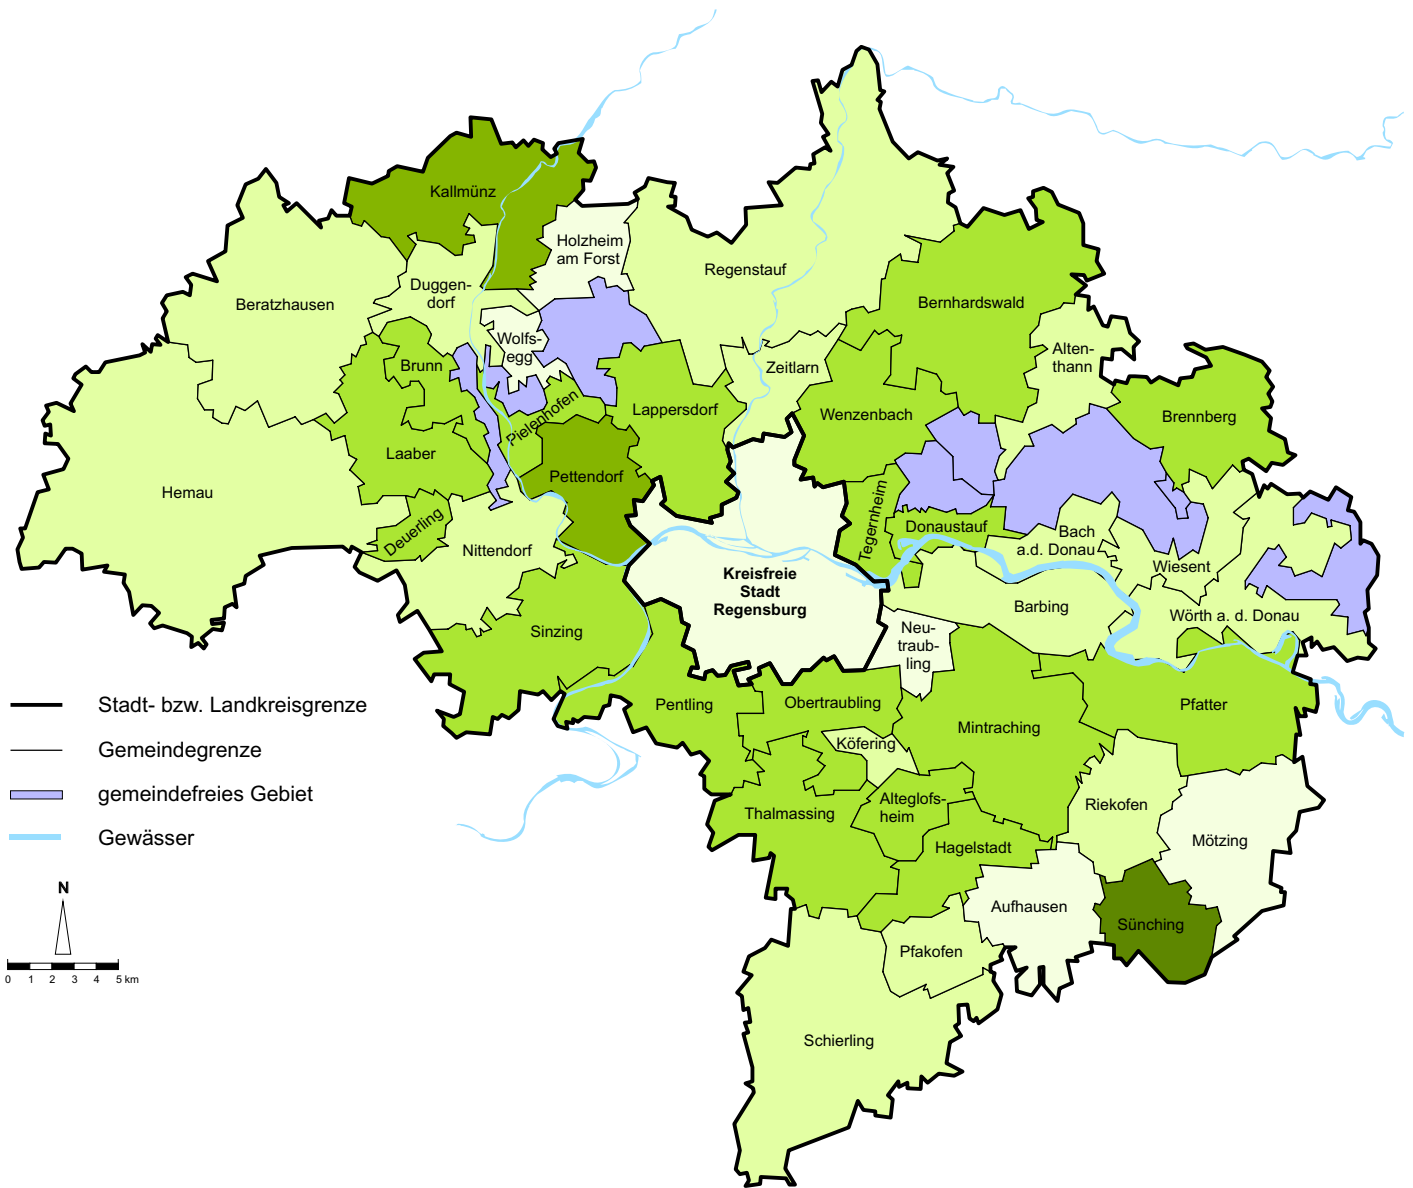 Kallmünz
Holzheim
am Forst
Regenstauf
Beratzhausen
Duggen-
dorf
Bernhardswald
Wolfs-
egg
Alten-
thann
Brunn
Zeitlarn
Pielenhofen
Lappersdorf
Wenzenbach
Brennberg
Laaber
Hemau
Pettendorf
Tegernheim
Donaustauf
Deuerling
Nittendorf
Bach
a.d. Donau
Wiesent
Kreisfreie
Stadt
Regensburg
Barbing
Wörth a. d. Donau
Sinzing
Neu-
traub-
ling
Pentling
Obertraubling
Mintraching
Pfatter
Köfering
Thalmassing
Alteglofs-
heim
Riekofen
Hagelstadt
Mötzing
Aufhausen
Sünching
Pfakofen
Schierling
Stadt- bzw. Landkreisgrenze
Gemeindegrenze
gemeindefreies Gebiet
Gewässer
N
0 1 2 3 4 5 km